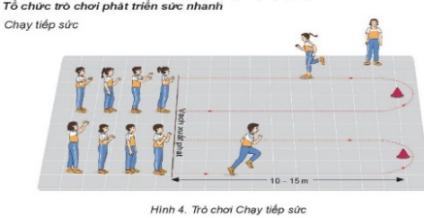 Tổ chức trò chơi phát triển sức nhanh
Chạy tiếp sức
Vạch xuất phát
10 – 15 m
Hình 4. Trò chơi Chạy tiếp sức